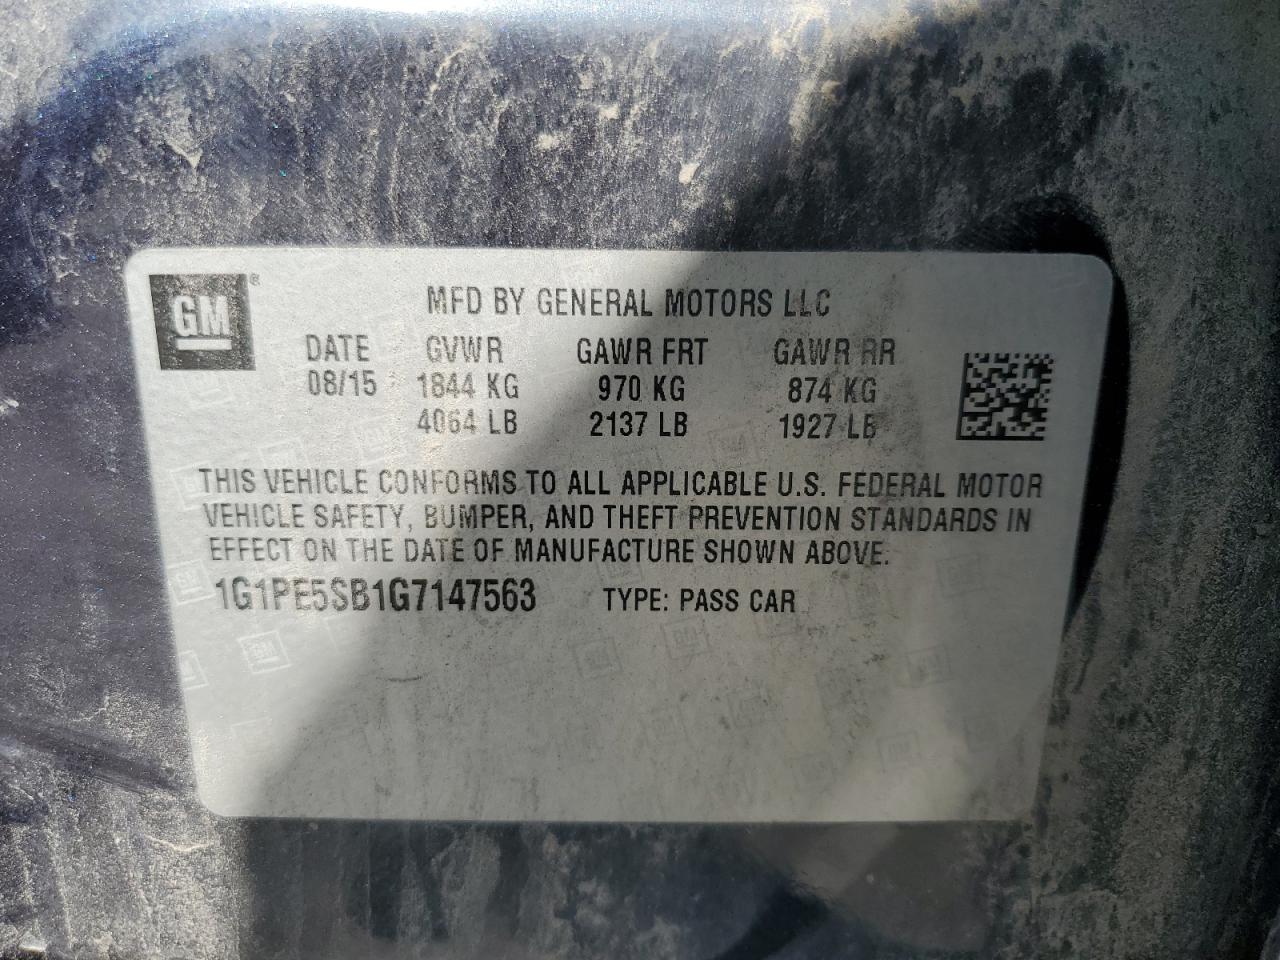 GM®
MFD BY GENERAL MOTORS LLC
DATE GVWR GAWR FRT GAWR RR
08/15 1844 KG 970 KG 874 KG
4064 LB 2137 LB 1927 LB
THIS VEHICLE CONFORMS TO ALL APPLICABLE U.S. FEDERAL MOTOR
VEHICLE SAFETY, BUMPER, AND THEFT PREVENTION STANDARDS IN
EFFECT ON THE DATE OF MANUFACTURE SHOWN ABOVE.
1G1PE5SB1G7147563 TYPE: PASS CAR